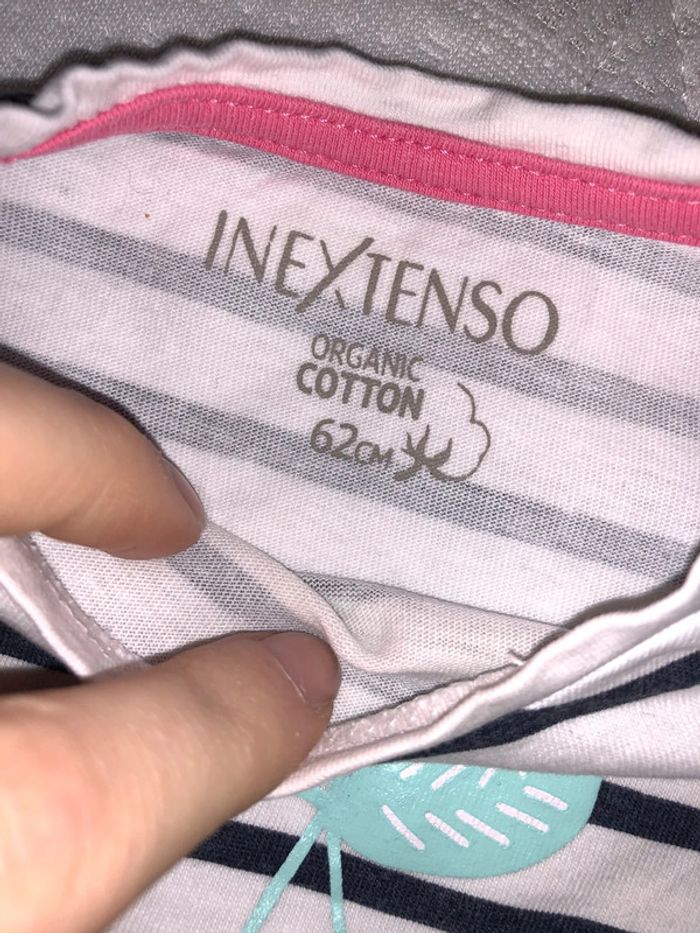 INEXTENSO
ORGANIC
COTTON
62CM